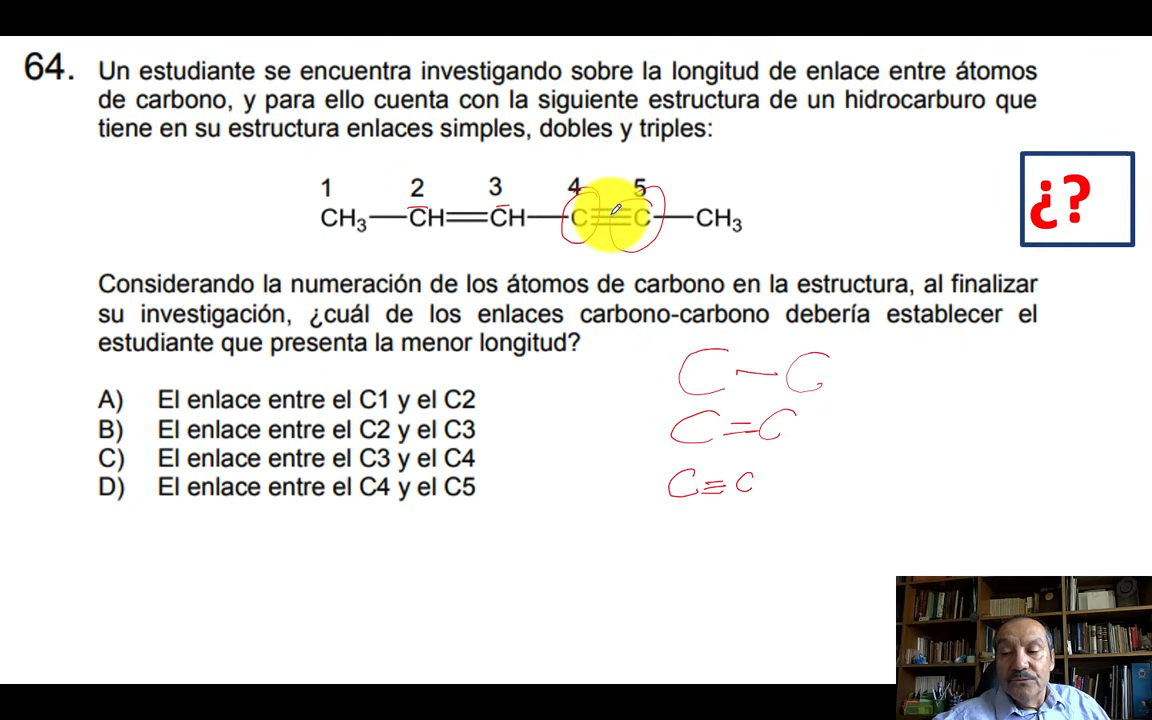 64. Un estudiante se encuentra investigando sobre la longitud de enlace entre átomos
de carbono, y para ello cuenta con la siguiente estructura de un hidrocarburo que
tiene en su estructura enlaces simples, dobles y triples:
¿?
1 2 3 4 5
CH₃—CH=CH—C≡C—CH₃
Considerando la numeración de los átomos de carbono en la estructura, al finalizar
su investigación, ¿cuál de los enlaces carbono-carbono debería establecer el
estudiante que presenta la menor longitud?
C – C
A) El enlace entre el C1 y el C2
B) El enlace entre el C2 y el C3
C = C
C) El enlace entre el C3 y el C4
D) El enlace entre el C4 y el C5
C ≡ C